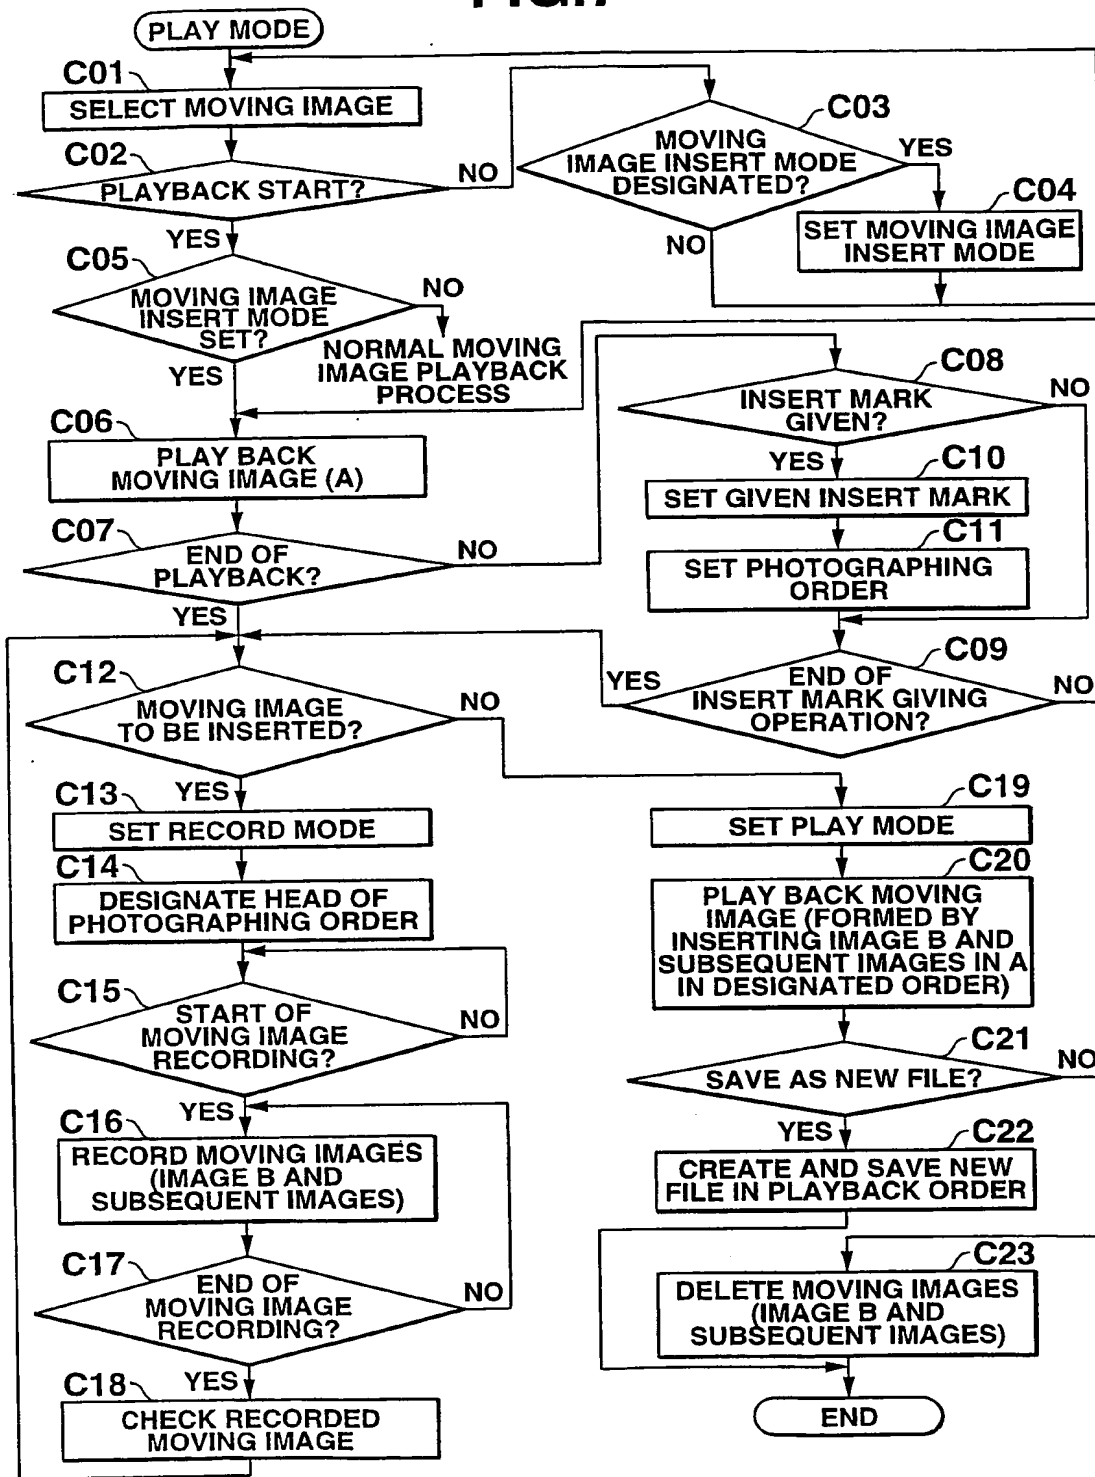 PLAY MODE
C01
SELECT MOVING IMAGE
C02
PLAYBACK START?
NO
YES
C03
MOVING
IMAGE INSERT MODE
DESIGNATED?
YES
NO
C04
SET MOVING IMAGE
INSERT MODE
C05
MOVING IMAGE
INSERT MODE
SET?
NO
NORMAL MOVING
IMAGE PLAYBACK
PROCESS
YES
C06
PLAY BACK
MOVING IMAGE (A)
C07
END OF
PLAYBACK?
NO
YES
C08
INSERT MARK
GIVEN?
NO
YES
C10
SET GIVEN INSERT MARK
C11
SET PHOTOGRAPHING
ORDER
C09
END OF
INSERT MARK GIVING
OPERATION?
YES
NO
C12
MOVING IMAGE
TO BE INSERTED?
NO
YES
C13
SET RECORD MODE
C14
DESIGNATE HEAD OF
PHOTOGRAPHING ORDER
C15
START OF
MOVING IMAGE
RECORDING?
NO
YES
C16
RECORD MOVING IMAGES
(IMAGE B AND
SUBSEQUENT IMAGES)
C17
END OF
MOVING IMAGE
RECORDING?
NO
YES
C18
CHECK RECORDED
MOVING IMAGE
C19
SET PLAY MODE
C20
PLAY BACK MOVING
IMAGE (FORMED BY
INSERTING IMAGE B AND
SUBSEQUENT IMAGES IN A
IN DESIGNATED ORDER)
C21
SAVE AS NEW FILE?
NO
YES
C22
CREATE AND SAVE NEW
FILE IN PLAYBACK ORDER
C23
DELETE MOVING IMAGES
(IMAGE B AND
SUBSEQUENT IMAGES)
END